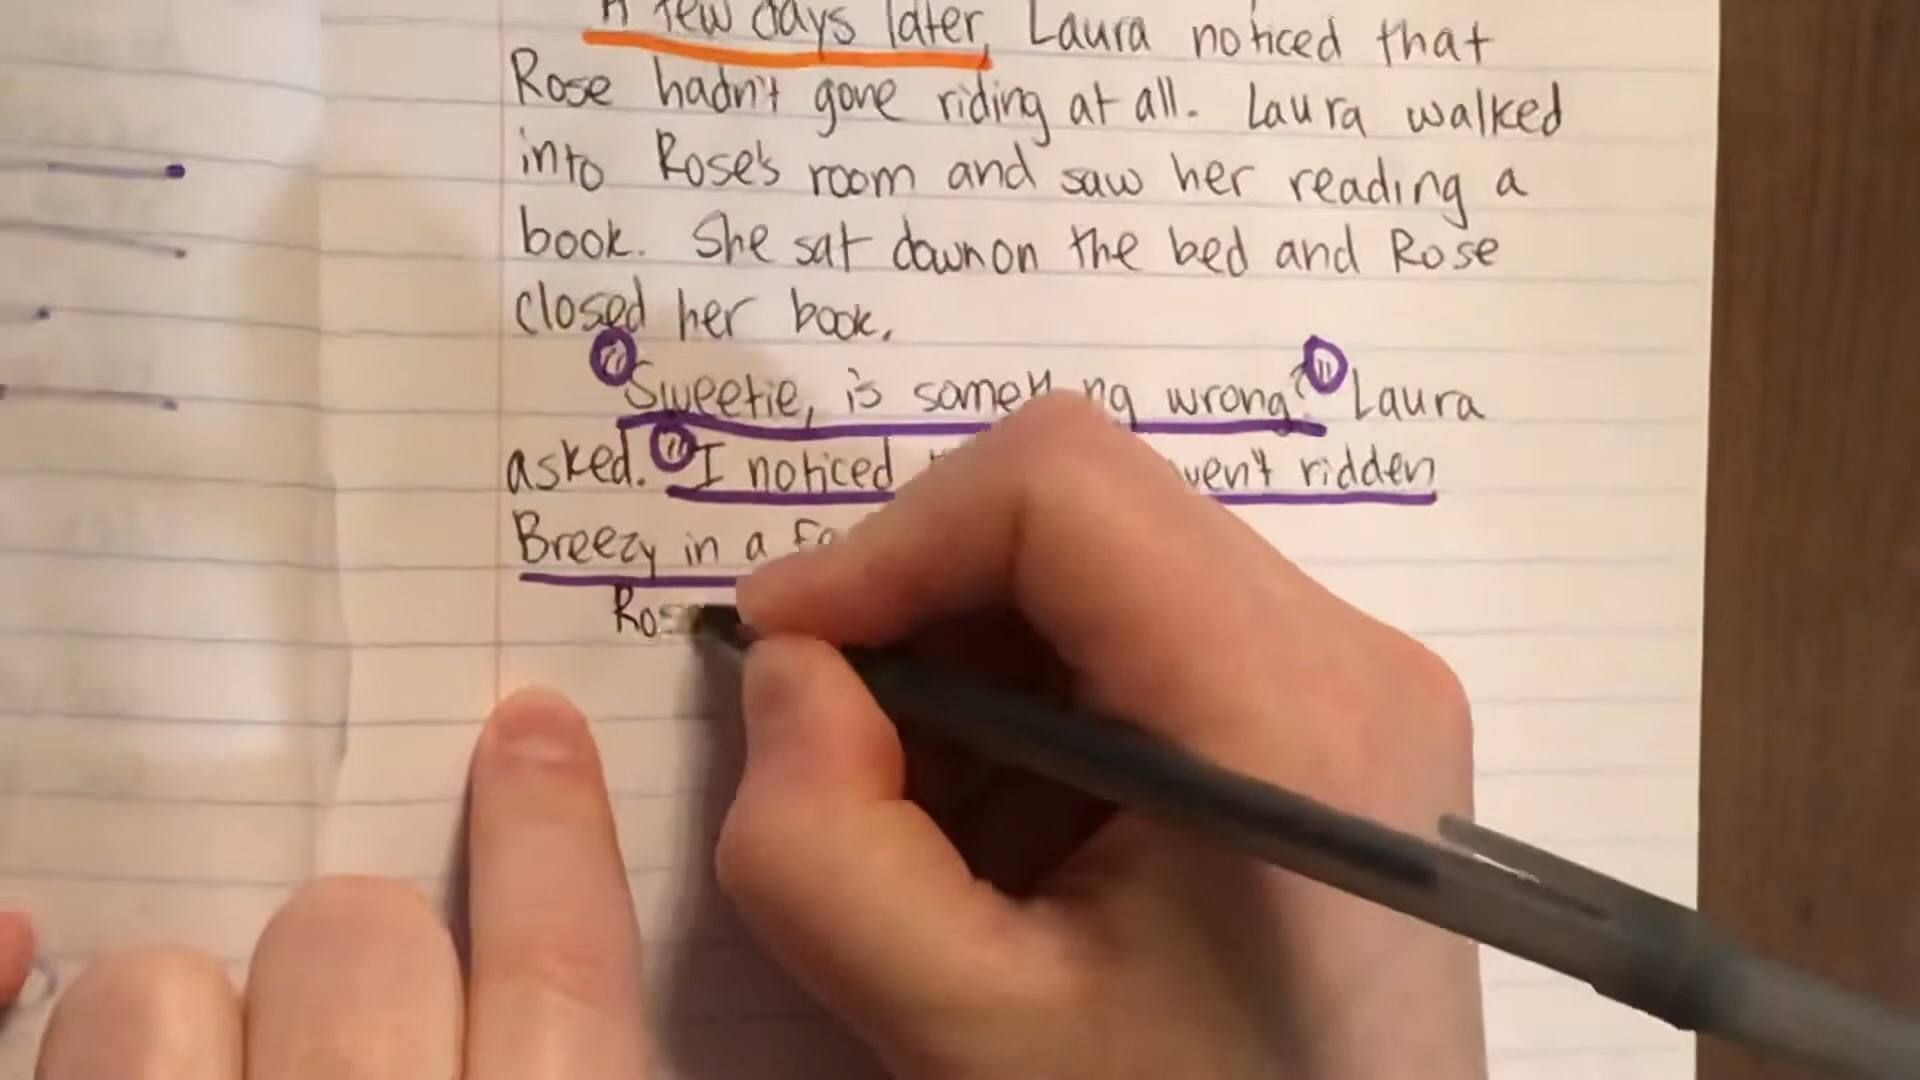 A few days later, Laura noticed that
Rose hadn't gone riding at all. Laura walked
into Rose's room and saw her reading a
book. She sat down on the bed and Rose
closed her book.
"Sweetie, is something wrong?" Laura
asked. "I noticed ridden
Breezy in a
Rose